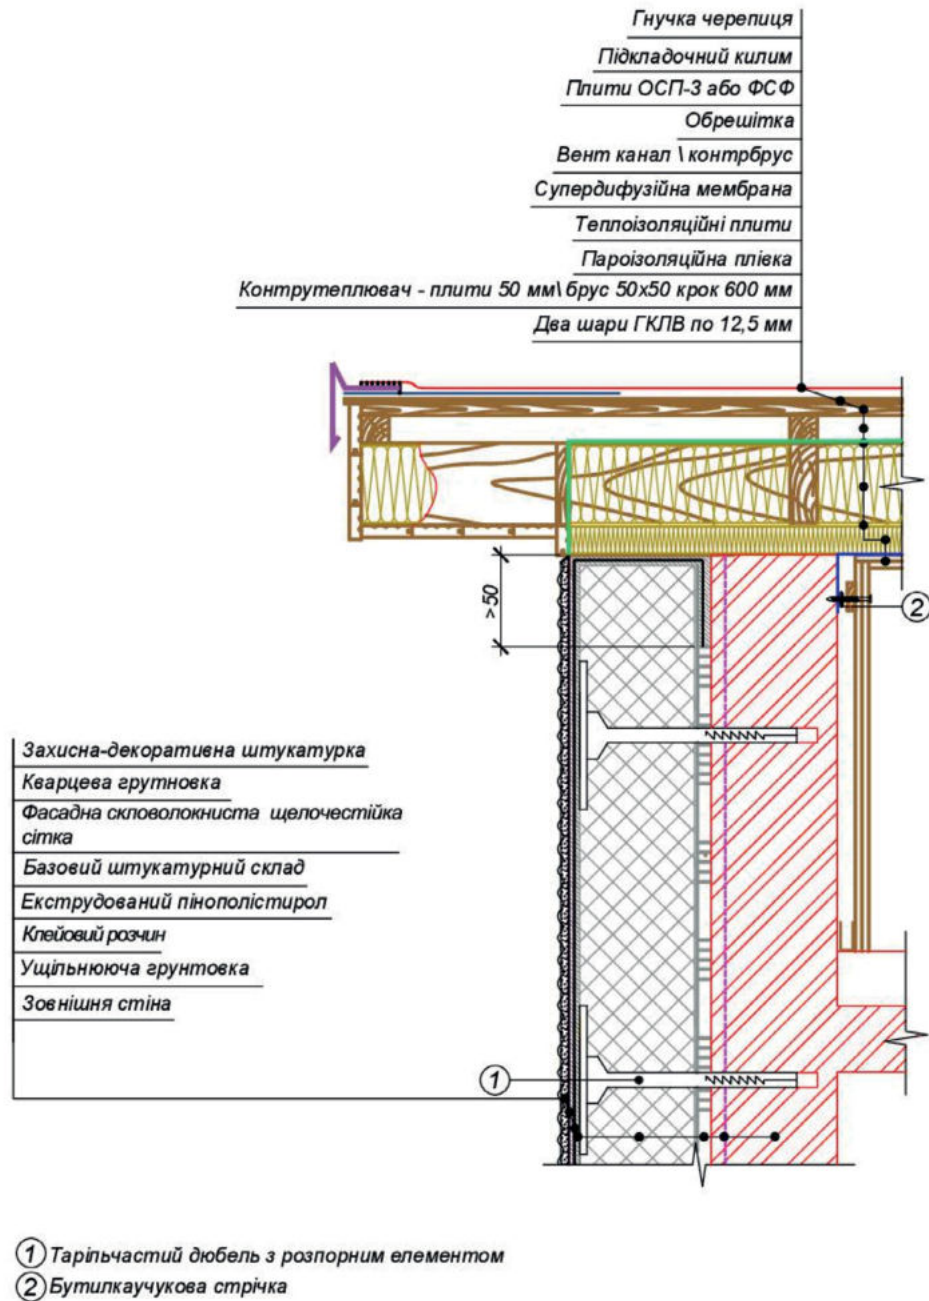 Гнучка черепиця
Підкладочний килим
Плити ОСП-3 або ФСФ
Обрешітка
Вент канал \ контрбрус
Супердифузійна мембрана
Теплоізоляційні плити
Пароізоляційна плівка
Контрутеплювач - плити 50 мм\ брус 50х50 крок 600 мм
Два шари ГКЛВ по 12,5 мм
>50
2
Захисна-декоративна штукатурка
Кварцева грутновка
Фасадна скловолокниста щелочестійка
сітка
Базовий штукатурний склад
Екструдований пінополістирол
Клейовий розчин
Ущільнююча грунтовка
Зовнішня стіна
1
1 Тарільчастий дюбель з розпорним елементом
2 Бутилкаучукова стрічка